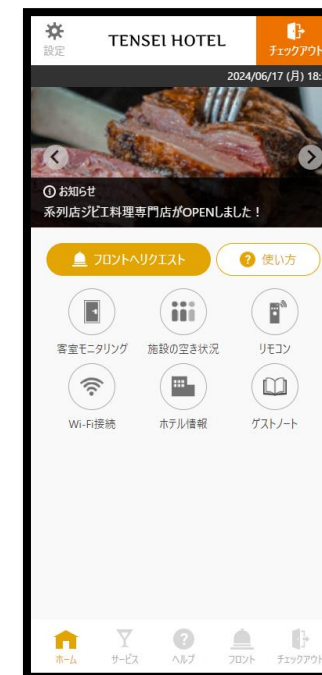 設定
TENSEI HOTEL
チェックアウト
2024/06/17 (月) 18:
お知らせ
系列店ジビエ料理専門店がOPENしました！
フロントへリクエスト
使い方
客室モニタリング
施設の空き状況
リモコン
Wi-Fi接続
ホテル情報
ゲストノート
ホーム
サービス
ヘルプ
フロント
チェックアウト